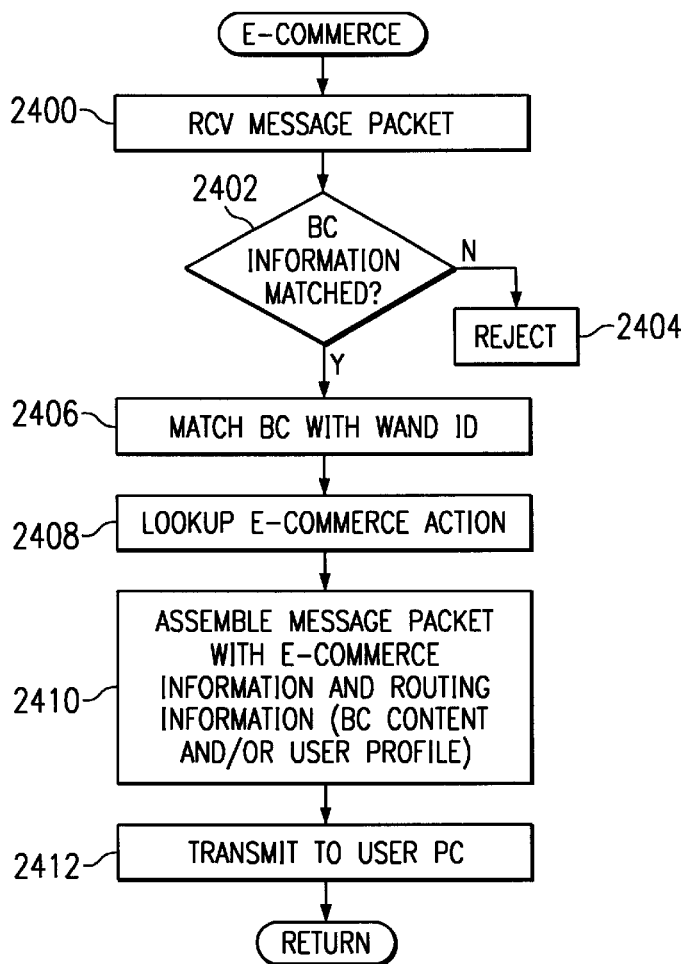 E-COMMERCE
2400
RCV MESSAGE PACKET
2402
BC
INFORMATION
MATCHED?
N
REJECT
2404
Y
2406
MATCH BC WITH WAND ID
2408
LOOKUP E-COMMERCE ACTION
2410
ASSEMBLE MESSAGE PACKET
WITH E-COMMERCE
INFORMATION AND ROUTING
INFORMATION (BC CONTENT
AND/OR USER PROFILE)
2412
TRANSMIT TO USER PC
RETURN